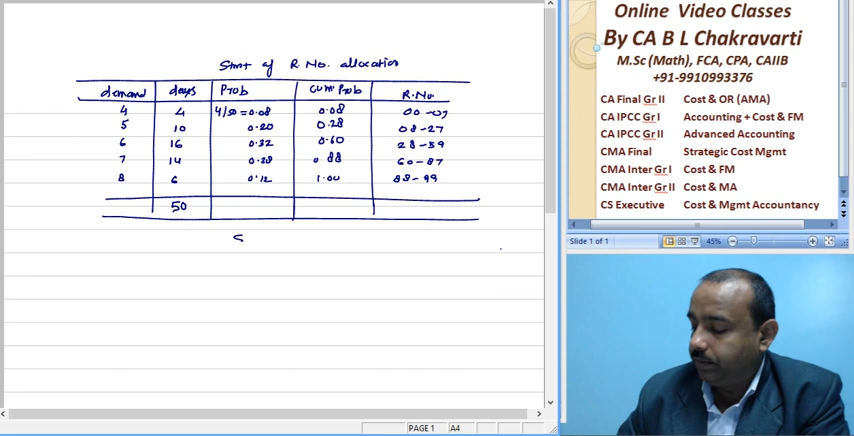 Stmt of R.No. allocation
demand days Prob cum Prob R.No.
4 4 4/50 = 0.08 0.08 00 -07
5 10 0.20 0.28 08-27
6 16 0.32 0.60 28-59
7 14 0.28 0.88 60-87
8 6 0.12 1.00 88-99
50
S
Online Video Classes
By CA B L Chakravarti
M.Sc (Math), FCA, CPA, CAIIB
+91-9910993376
CA Final Gr II Cost & OR (AMA)
CA IPCC Gr I Accounting + Cost & FM
CA IPCC Gr II Advanced Accounting
CMA Final Strategic Cost Mgmt
CMA Inter Gr I Cost & FM
CMA Inter Gr II Cost & MA
CS Executive Cost & Mgmt Accountancy
Slide 1 of 1 45%
PAGE 1 A4